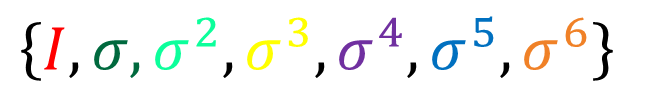 {I, σ, σ², σ³, σ⁴, σ⁵, σ⁶}